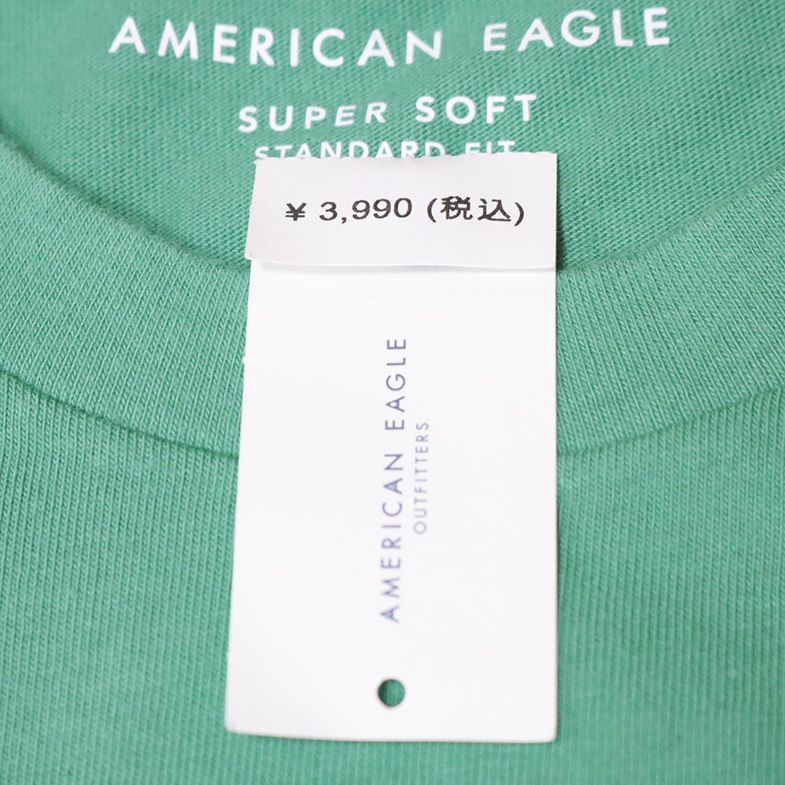 AMERICAN EAGLE
SUPER SOFT
STANDARD FIT
¥ 3,990 (税込)
AMERICAN EAGLE
OUTFITTERS